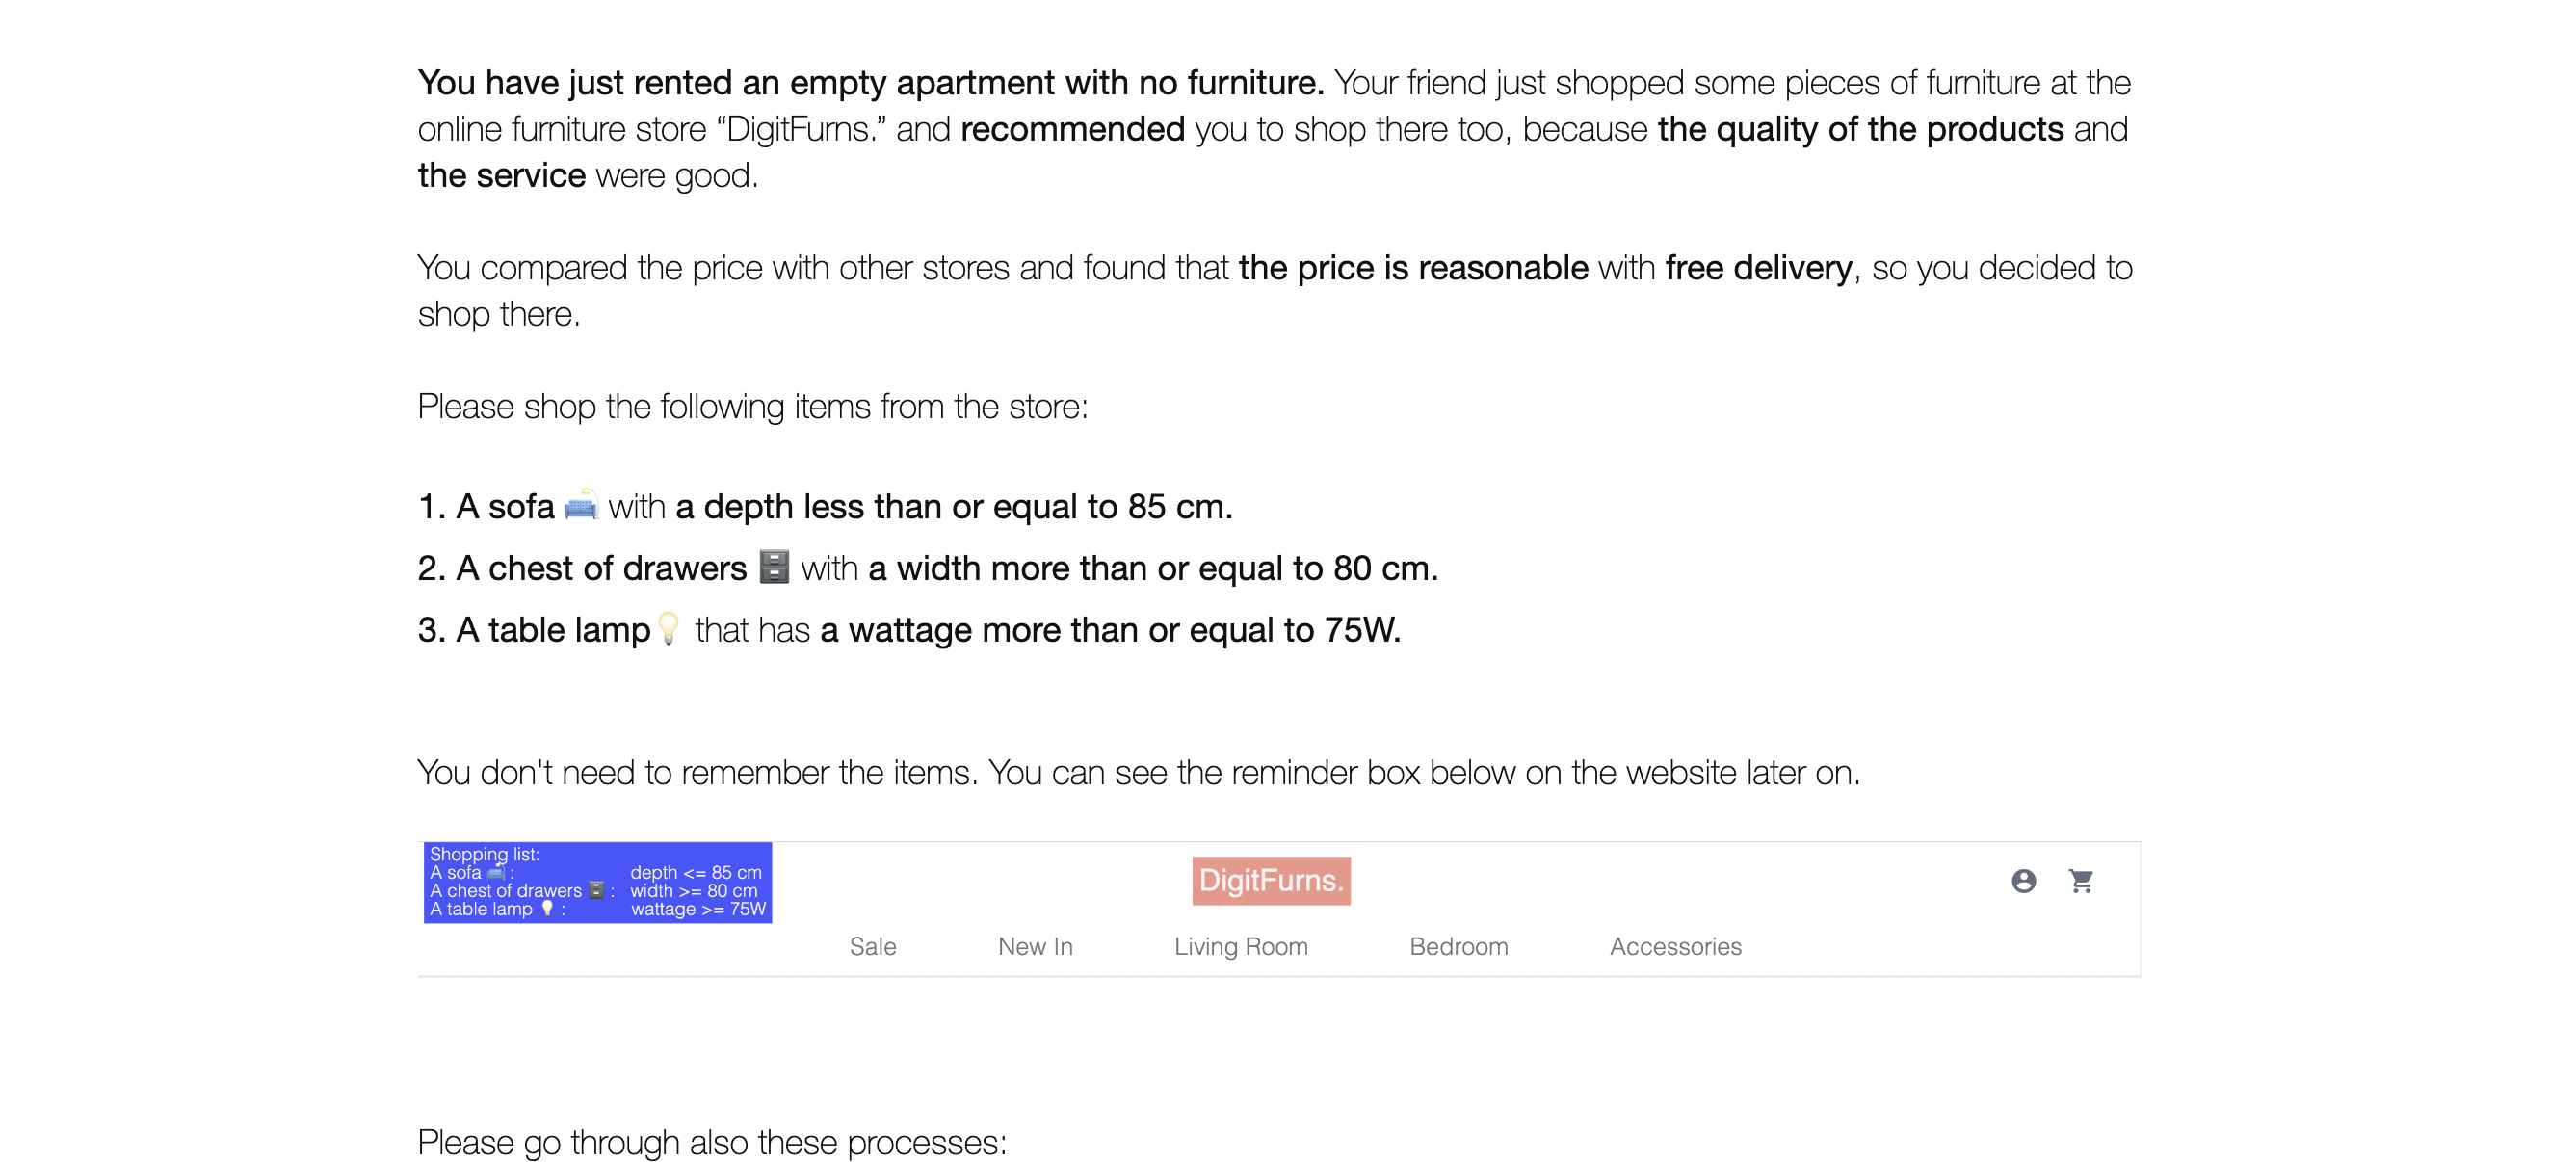 You have just rented an empty apartment with no furniture. Your friend just shopped some pieces of furniture at the
online furniture store “DigitFurns.” and recommended you to shop there too, because the quality of the products and
the service were good.
You compared the price with other stores and found that the price is reasonable with free delivery, so you decided to
shop there.
Please shop the following items from the store:
1. A sofa 🛋️ with a depth less than or equal to 85 cm.
2. A chest of drawers 🗄️ with a width more than or equal to 80 cm.
3. A table lamp💡 that has a wattage more than or equal to 75W.
You don't need to remember the items. You can see the reminder box below on the website later on.
Shopping list:
A sofa 🛋️ : depth <= 85 cm
A chest of drawers 🗄️ : width >= 80 cm
A table lamp 💡 : wattage >= 75W
DigitFurns.
Sale New In Living Room Bedroom Accessories
Please go through also these processes: